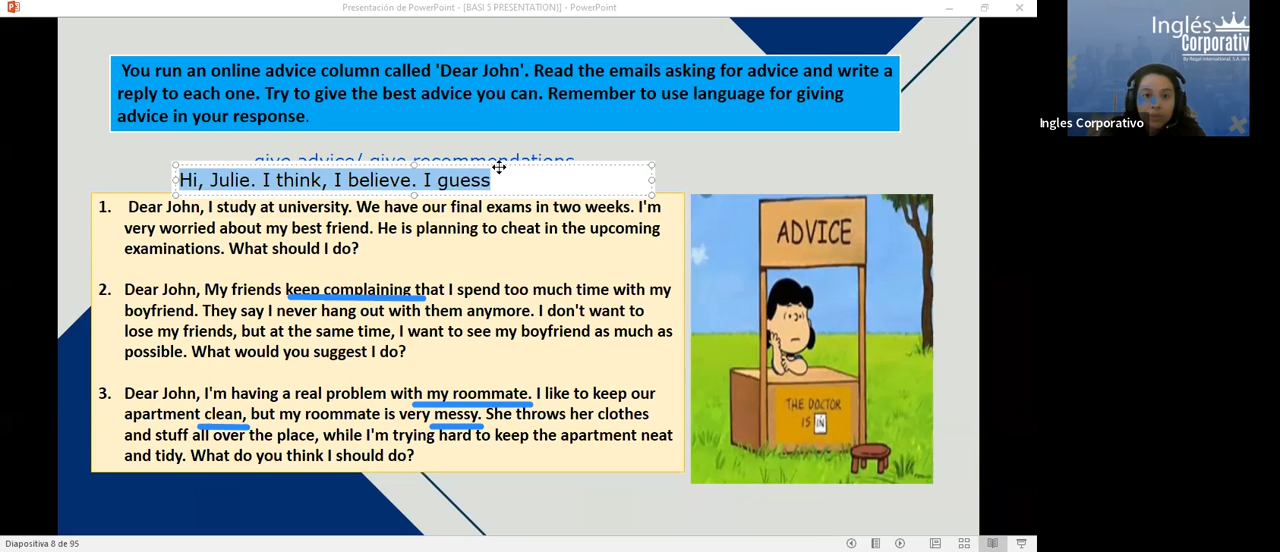 Presentación de PowerPoint - [BASI 5 PRESENTATION)] - PowerPoint
You run an online advice column called 'Dear John'. Read the emails asking for advice and write a
reply to each one. Try to give the best advice you can. Remember to use language for giving
advice in your response.
give advice/ give recommendations
Hi, Julie. I think, I believe. I guess
1. Dear John, I study at university. We have our final exams in two weeks. I'm
very worried about my best friend. He is planning to cheat in the upcoming
examinations. What should I do?
2. Dear John, My friends keep complaining that I spend too much time with my
boyfriend. They say I never hang out with them anymore. I don't want to
lose my friends, but at the same time, I want to see my boyfriend as much as
possible. What would you suggest I do?
3. Dear John, I'm having a real problem with my roommate. I like to keep our
apartment clean, but my roommate is very messy. She throws her clothes
and stuff all over the place, while I'm trying hard to keep the apartment neat
and tidy. What do you think I should do?
ADVICE
THE DOCTOR
IS IN
Inglés
Corporativ
By Regal International, S.A. de
Ingles Corporativo
Diapositiva 8 de 95